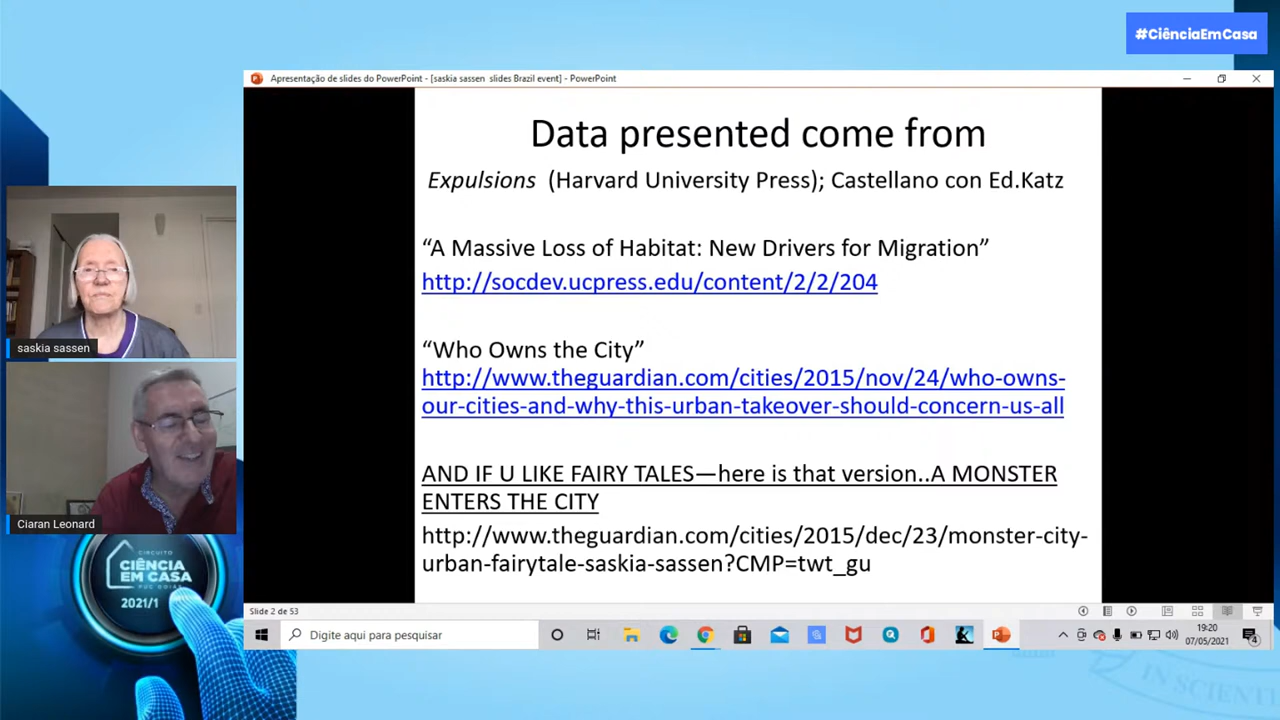 #CiênciaEmCasa
Apresentação de slides do PowerPoint - [saskia sassen slides Brazil event] - PowerPoint
Data presented come from
Expulsions (Harvard University Press); Castellano con Ed.Katz
“A Massive Loss of Habitat: New Drivers for Migration”
http://socdev.ucpress.edu/content/2/2/204
“Who Owns the City”
http://www.theguardian.com/cities/2015/nov/24/who-owns-
our-cities-and-why-this-urban-takeover-should-concern-us-all
AND IF U LIKE FAIRY TALES—here is that version..A MONSTER
ENTERS THE CITY
http://www.theguardian.com/cities/2015/dec/23/monster-city-
urban-fairytale-saskia-sassen?CMP=twt_gu
saskia sassen
Ciaran Leonard
CIRCUITO
CIÊNCIA
EM CASA
PUC GOIÁS
2021/1
Slide 2 de 53
Digite aqui para pesquisar
19:20
07/05/2021
4
IN SCIENTI